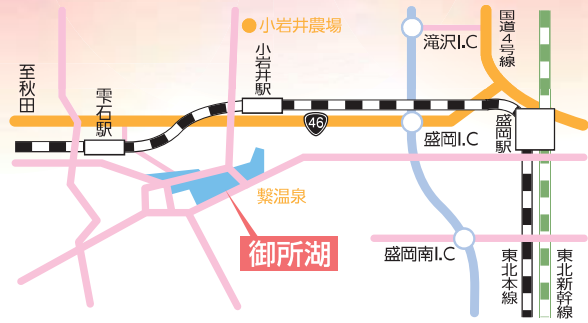 小岩井農場
国道4号線
滝沢I.C
至秋田
雫石駅
小岩井駅
46
盛岡I.C
盛岡駅
繋温泉
御所湖
盛岡南I.C
東北本線
東北新幹線